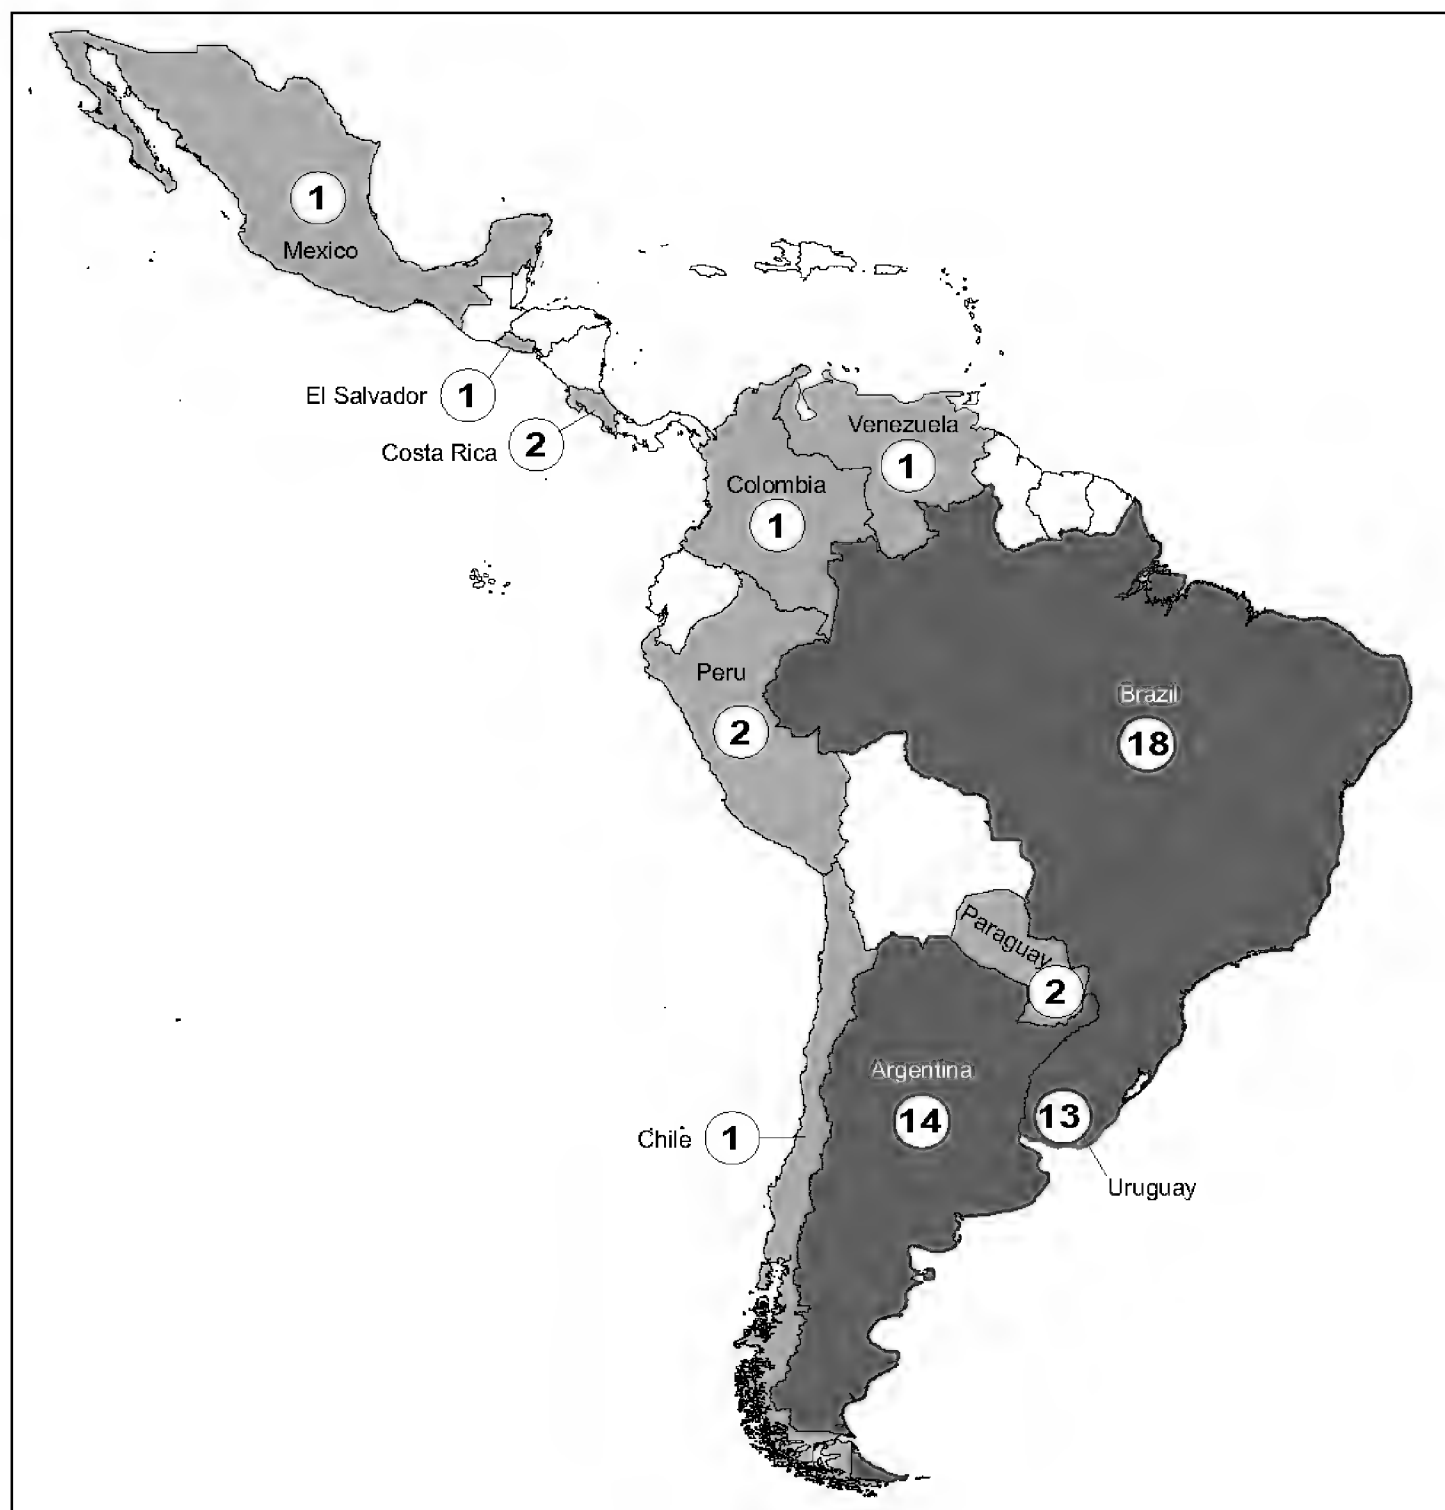 1
Mexico
El Salvador 1
Costa Rica 2
Venezuela
1
Colombia
1
Peru
2
Brazil
18
Paraguay
2
Argentina
14
13
Chile 1
Uruguay